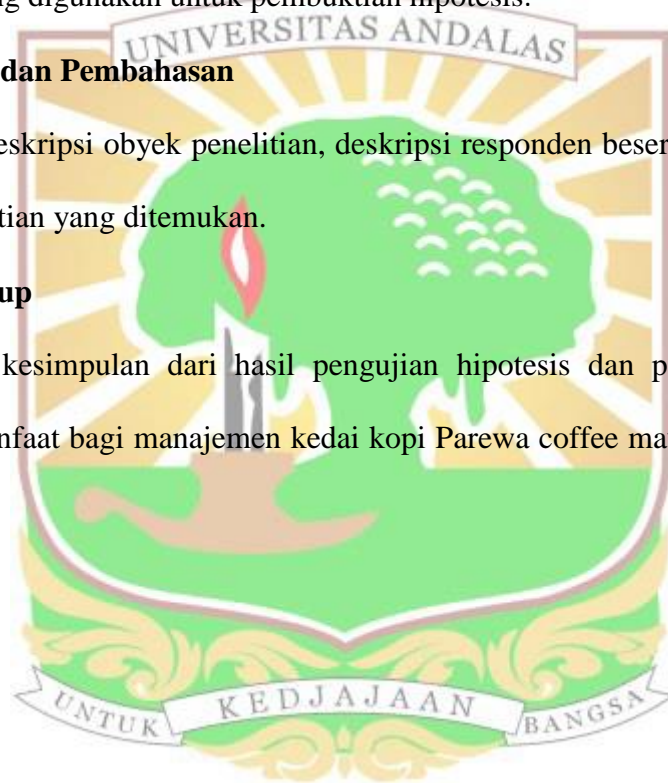 ng digunakan untuk pembuktian hipotesis.
UNIVERSITAS ANDALAS
dan Pembahasan
eskripsi obyek penelitian, deskripsi responden beser
tian yang ditemukan.
up
kesimpulan dari hasil pengujian hipotesis dan p
nfaat bagi manajemen kedai kopi Parewa coffee ma
UNTUK KEDJAJAAN BANGSA